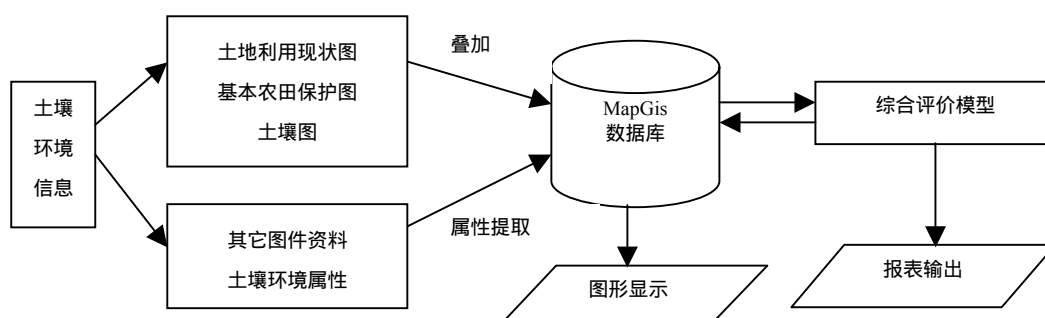 土壤
环境
信息
土地利用现状图
基本农田保护图
土壤图
其它图件资料
土壤环境属性
叠加
属性提取
MapGis
数据库
图形显示
综合评价模型
报表输出